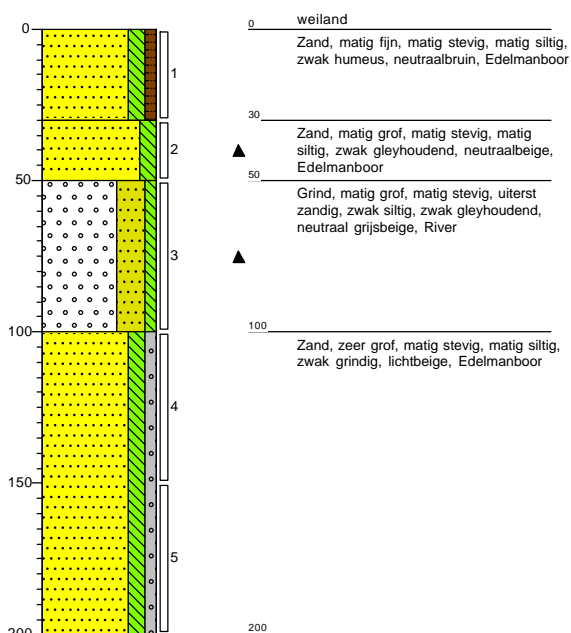 0
50
100
150
200
1
2
3
4
5
0
weiland
Zand, matig fijn, matig stevig, matig siltig,
zwak humeus, neutraalbruin, Edelmanboor
30
Zand, matig grof, matig stevig, matig
siltig, zwak gleyhoudend, neutraalbeige,
Edelmanboor
50
Grind, matig grof, matig stevig, uiterst
zandig, zwak siltig, zwak gleyhoudend,
neutraal grijsbeige, River
100
Zand, zeer grof, matig stevig, matig siltig,
zwak grindig, lichtbeige, Edelmanboor
200